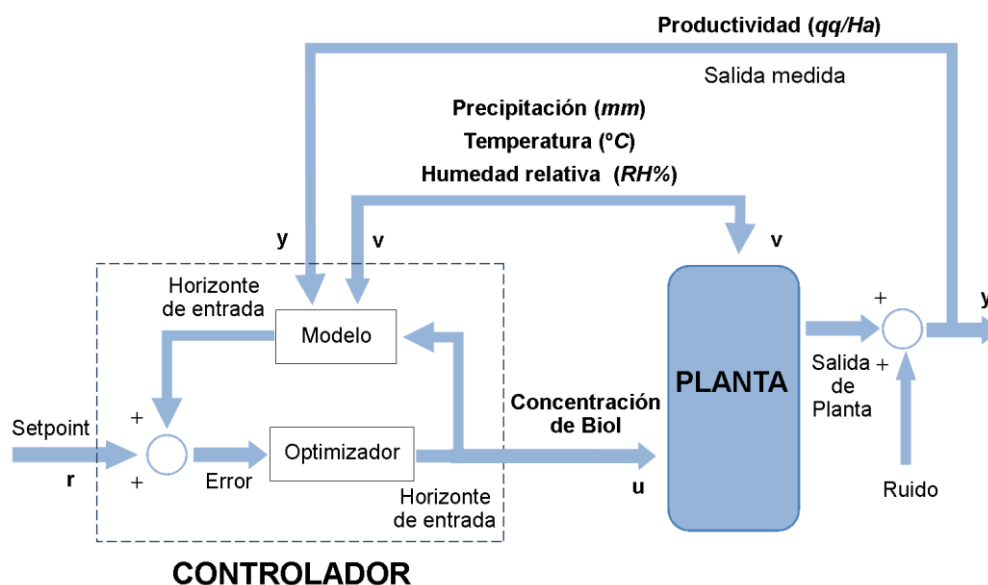 Productividad (qq/Ha)
Salida medida
Precipitación (mm)
Temperatura (ºC)
Humedad relativa (RH%)
y
v
v
Horizonte
de entrada
Modelo
PLANTA
+
+
Salida
de
Planta
y
Ruido
Setpoint
r
+
+
Error
Optimizador
Horizonte
de entrada
Concentración
de Biol
u
CONTROLADOR